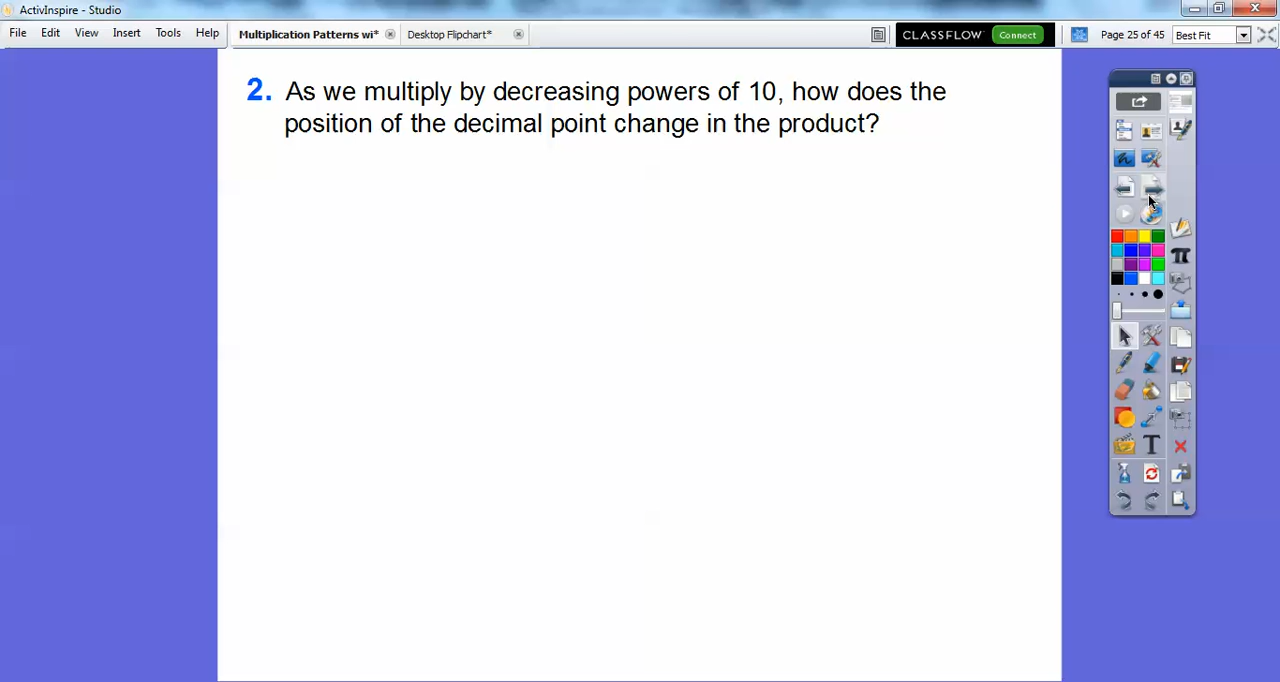 ActivInspire - Studio
File Edit View Insert Tools Help
Multiplication Patterns wi* Desktop Flipchart*
CLASSFLOW Connect
Page 25 of 45 Best Fit
2. As we multiply by decreasing powers of 10, how does the
position of the decimal point change in the product?